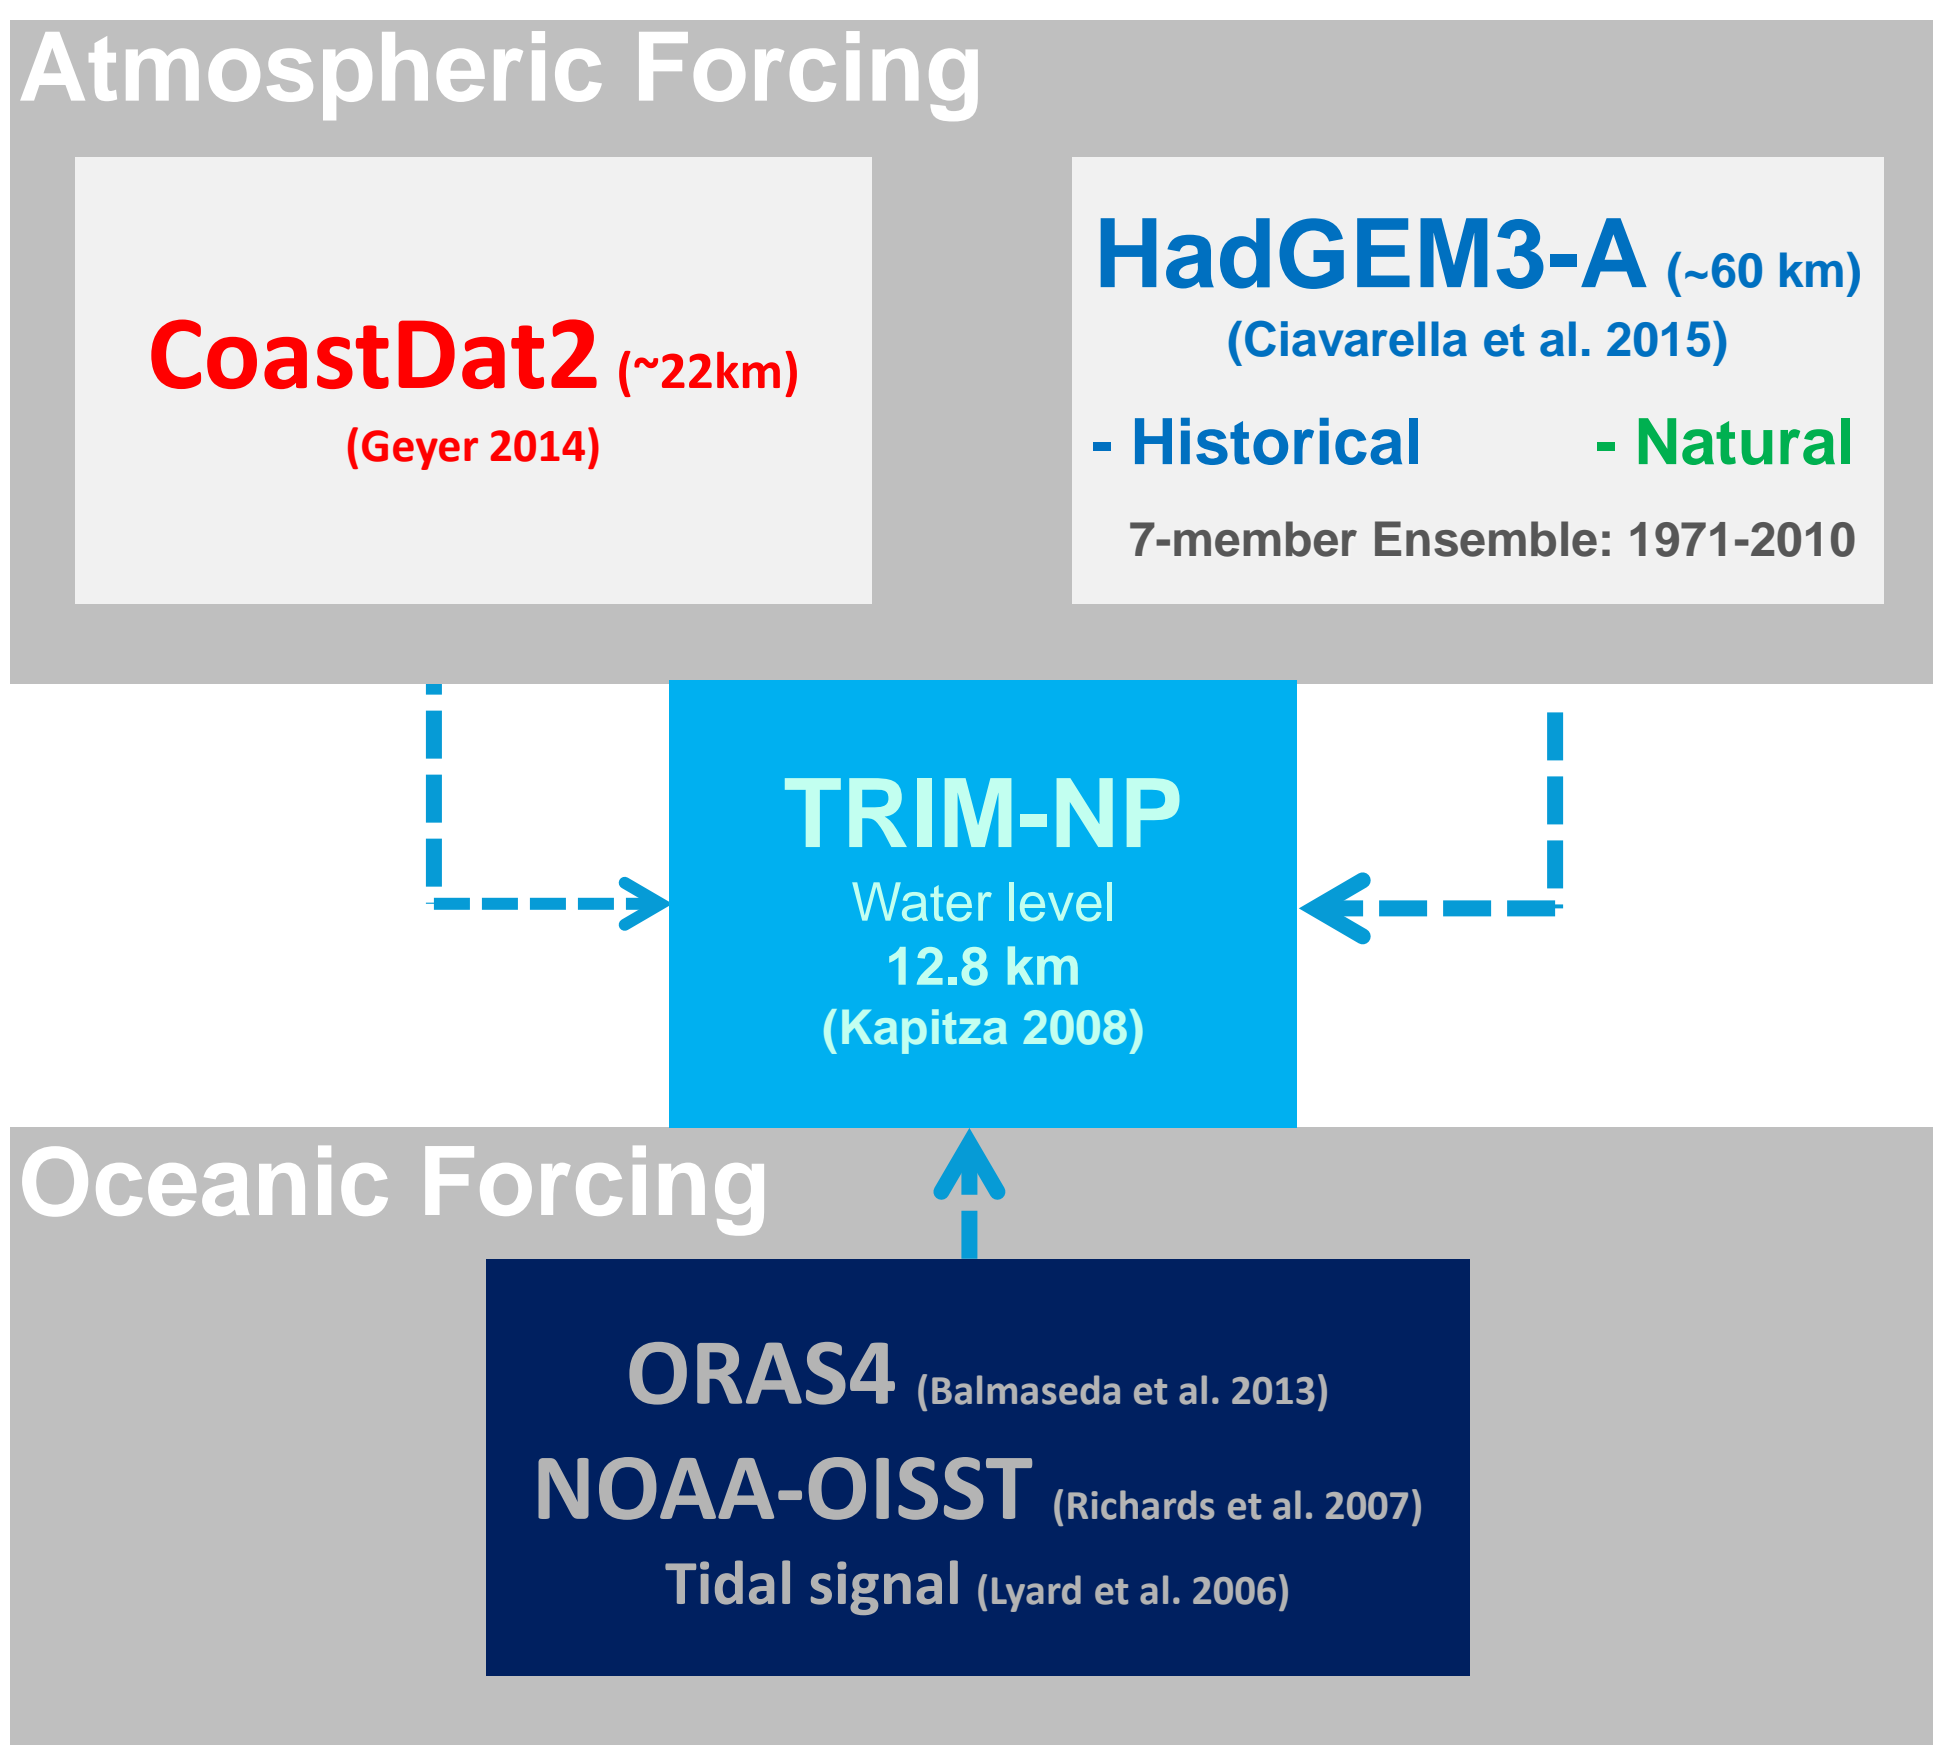 Atmospheric Forcing
CoastDat2 (~22km)
(Geyer 2014)
HadGEM3-A (~60 km)
(Ciavarella et al. 2015)
- Historical - Natural
7-member Ensemble: 1971-2010
TRIM-NP
Water level
12.8 km
(Kapitza 2008)
Oceanic Forcing
ORAS4 (Balmaseda et al. 2013)
NOAA-OISST (Richards et al. 2007)
Tidal signal (Lyard et al. 2006)